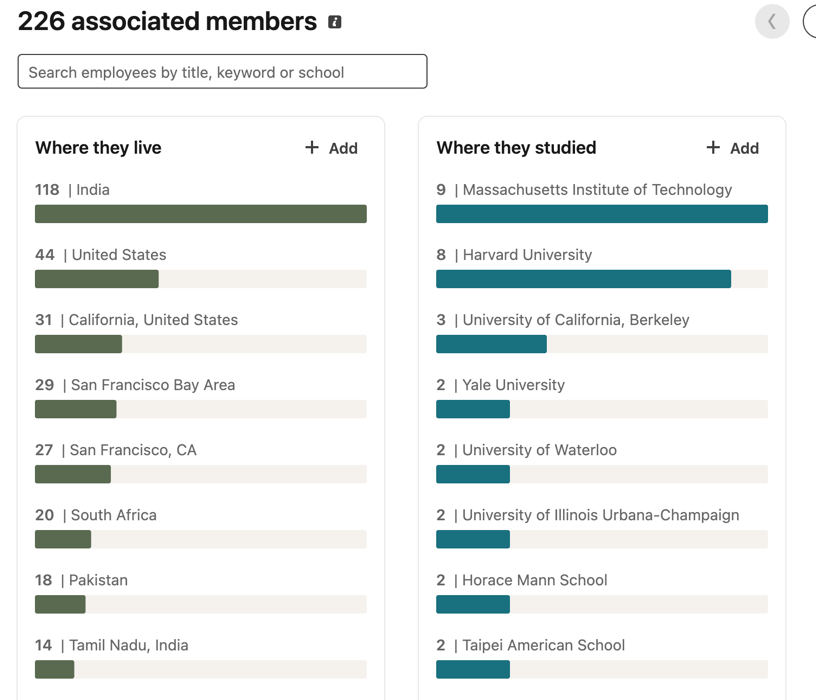 226 associated members
Search employees by title, keyword or school
Where they live
+ Add
118 | India
44 | United States
31 | California, United States
29 | San Francisco Bay Area
27 | San Francisco, CA
20 | South Africa
18 | Pakistan
14 | Tamil Nadu, India
Where they studied
+ Add
9 | Massachusetts Institute of Technology
8 | Harvard University
3 | University of California, Berkeley
2 | Yale University
2 | University of Waterloo
2 | University of Illinois Urbana-Champaign
2 | Horace Mann School
2 | Taipei American School